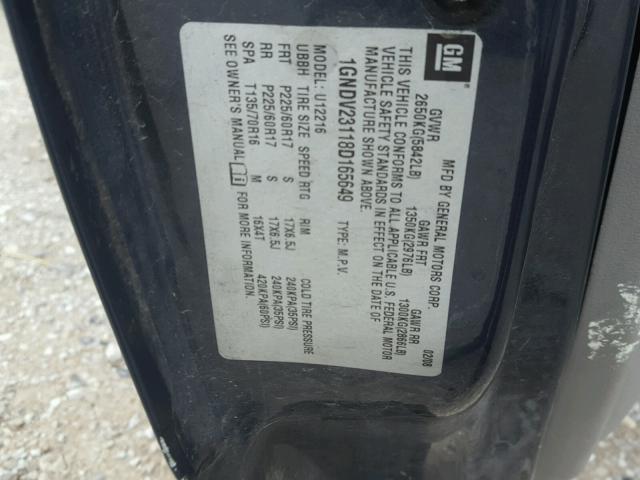 GM
MFD BY GENERAL MOTORS CORP. 02/08
GVWR GAWR FRT GAWR RR
2650KG(5842LB) 1350KG(2976LB) 1300KG(2866LB)
THIS VEHICLE CONFORMS TO ALL APPLICABLE U.S. FEDERAL MOTOR
VEHICLE SAFETY STANDARDS IN EFFECT ON THE DATE OF
MANUFACTURE SHOWN ABOVE.
1GNDV23118D165649 TYPE: M.P.V.
MODEL: U12216
UBBH TIRE SIZE SPEED RTG RIM COLD TIRE PRESSURE
FRT P225/60R17 S 17X6.5J 240KPA(35PSI)
RR P225/60R17 S 17X6.5J 240KPA(35PSI)
SPA T135/70R16 M 16X4T 420KPA(60PSI)
SEE OWNER'S MANUAL FOR MORE INFORMATION.